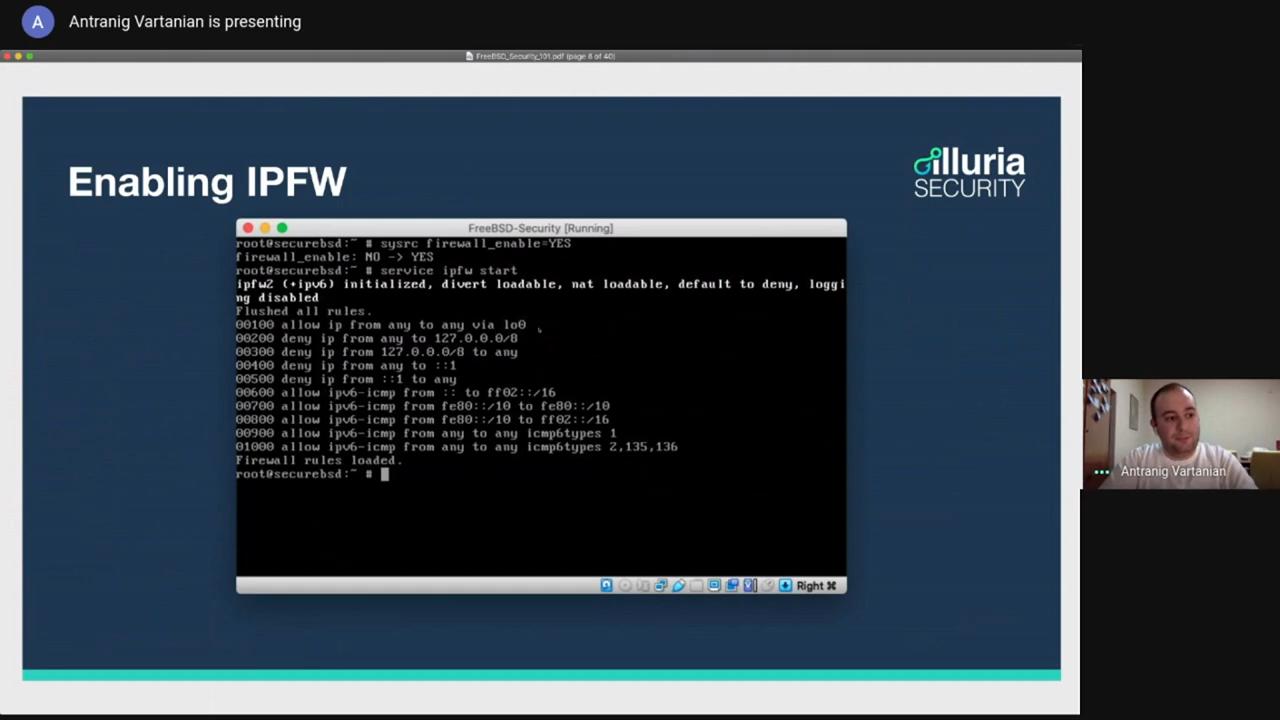 A
Antranig Vartanian is presenting
FreeBSD_Security_101.pdf (page 6 of 40)
Enabling IPFW
illuria
SECURITY
FreeBSD-Security [Running]
root@securebsd:~ # sysrc firewall_enable=YES
firewall_enable: NO -> YES
root@securebsd:~ # service ipfw start
ipfw2 (+ipv6) initialized, divert loadable, nat loadable, default to deny, loggi
ng disabled
Flushed all rules.
00100 allow ip from any to any via lo0
00200 deny ip from any to 127.0.0.0/8
00300 deny ip from 127.0.0.0/8 to any
00400 deny ip from any to ::1
00500 deny ip from ::1 to any
00600 allow ipv6-icmp from :: to ff02::/16
00700 allow ipv6-icmp from fe80::/10 to fe80::/10
00800 allow ipv6-icmp from fe80::/10 to ff02::/16
00900 allow ipv6-icmp from any to any icmp6types 1
01000 allow ipv6-icmp from any to any icmp6types 2,135,136
Firewall rules loaded.
root@securebsd:~ #
Right ⌘
Antranig Vartanian